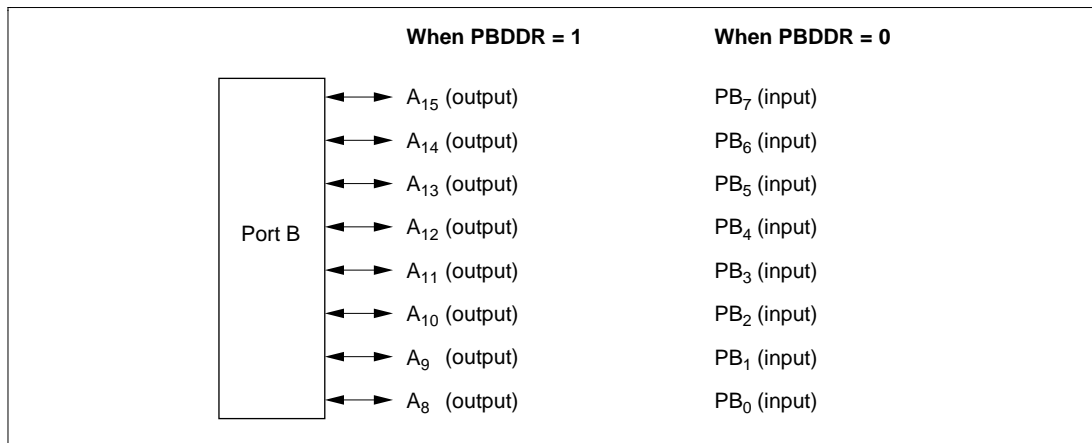 When PBDDR = 1 When PBDDR = 0
A15 (output) PB7 (input)
A14 (output) PB6 (input)
A13 (output) PB5 (input)
Port B A12 (output) PB4 (input)
A11 (output) PB3 (input)
A10 (output) PB2 (input)
A9 (output) PB1 (input)
A8 (output) PB0 (input)